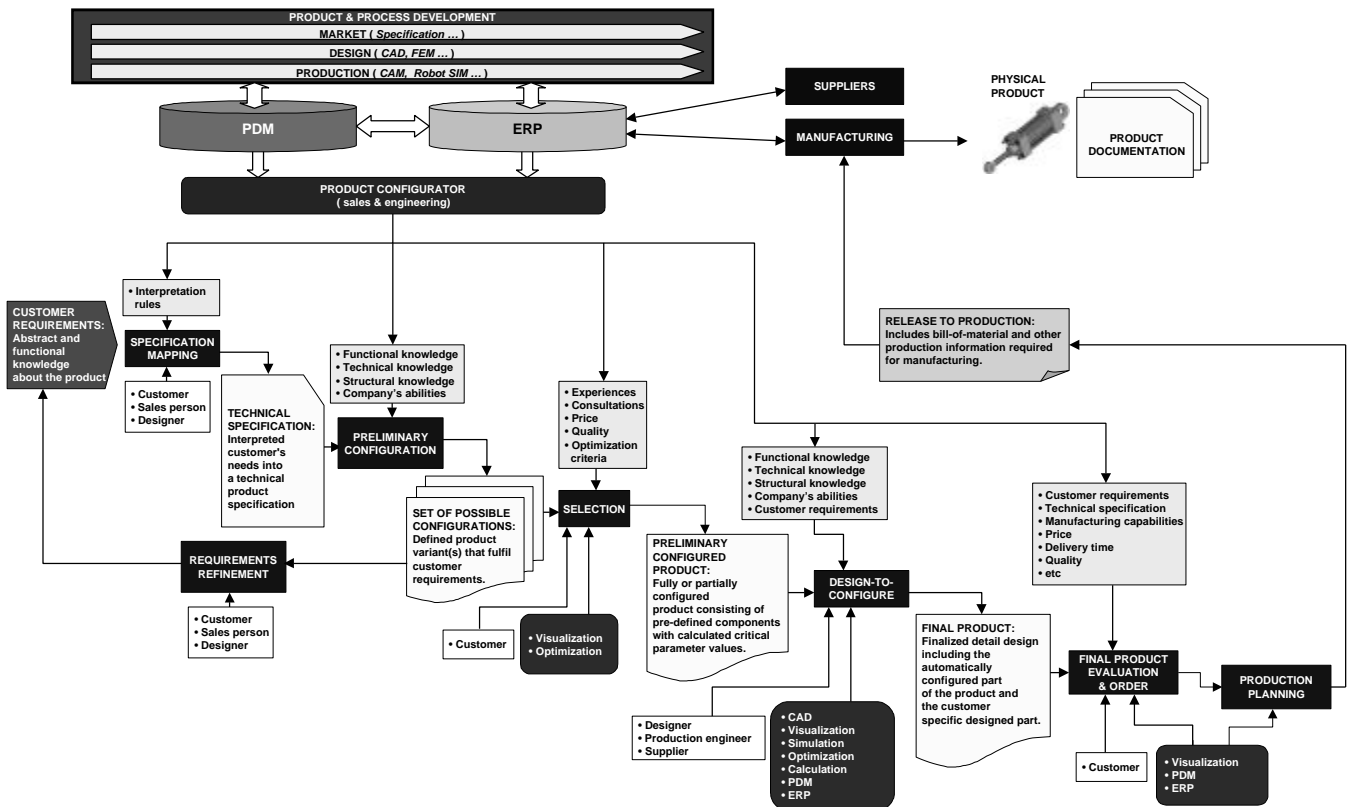 PRODUCT & PROCESS DEVELOPMENT
MARKET ( Specification … )
DESIGN ( CAD, FEM … )
PRODUCTION ( CAM, Robot SIM … )
PDM
ERP
SUPPLIERS
MANUFACTURING
PHYSICAL
PRODUCT
PRODUCT
DOCUMENTATION
PRODUCT CONFIGURATOR
( sales & engineering)
• Interpretation
rules
CUSTOMER
REQUIREMENTS:
Abstract and
functional
knowledge
about the product
SPECIFICATION
MAPPING
• Customer
• Sales person
• Designer
TECHNICAL
SPECIFICATION:
Interpreted
customer's
needs into
a technical
product
specification
• Functional knowledge
• Technical knowledge
• Structural knowledge
• Company's abilities
PRELIMINARY
CONFIGURATION
SET OF POSSIBLE
CONFIGURATIONS:
Defined product
variant(s) that fulfil
customer
requirements.
REQUIREMENTS
REFINEMENT
• Customer
• Sales person
• Designer
• Experiences
• Consultations
• Price
• Quality
• Optimization
criteria
SELECTION
• Customer
• Visualization
• Optimization
PRELIMINARY
CONFIGURED
PRODUCT:
Fully or partially
configured
product consisting of
pre-defined components
with calculated critical
parameter values.
• Functional knowledge
• Technical knowledge
• Structural knowledge
• Company's abilities
• Customer requirements
DESIGN-TO-
CONFIGURE
• Designer
• Production engineer
• Supplier
• CAD
• Visualization
• Simulation
• Optimization
• Calculation
• PDM
• ERP
RELEASE TO PRODUCTION:
Includes bill-of-material and other
production information required
for manufacturing.
FINAL PRODUCT:
Finalized detail design
including the
automatically
configured part
of the product and
the customer
specific designed part.
• Customer requirements
• Technical specification
• Manufacturing capabilities
• Price
• Delivery time
• Quality
• etc
FINAL PRODUCT
EVALUATION
& ORDER
PRODUCTION
PLANNING
• Customer
• Visualization
• PDM
• ERP